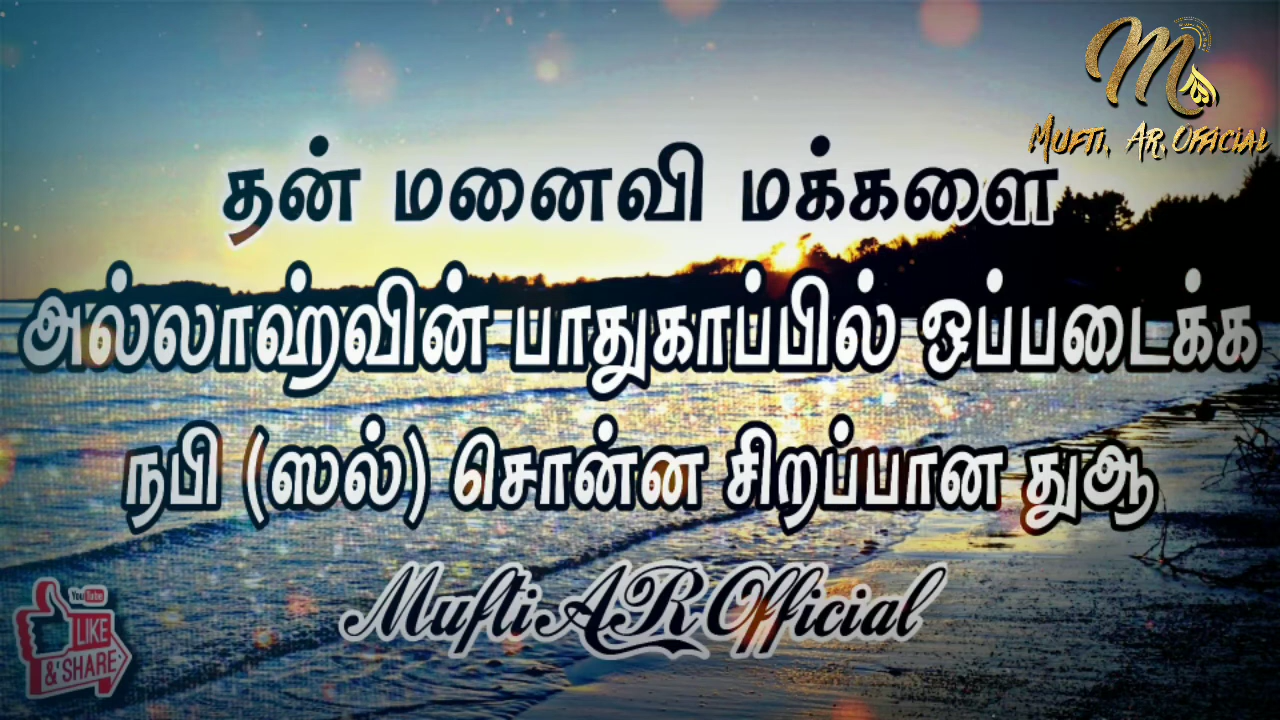 Mufti. AR. Official
தன் மனைவி மக்களை
அல்லாஹ்வின் பாதுகாப்பில் ஒப்படைக்க
நபி (ஸல்) சொன்ன சிறப்பான துஆ
Mufti AR Official
YouTube
LIKE
& SHARE